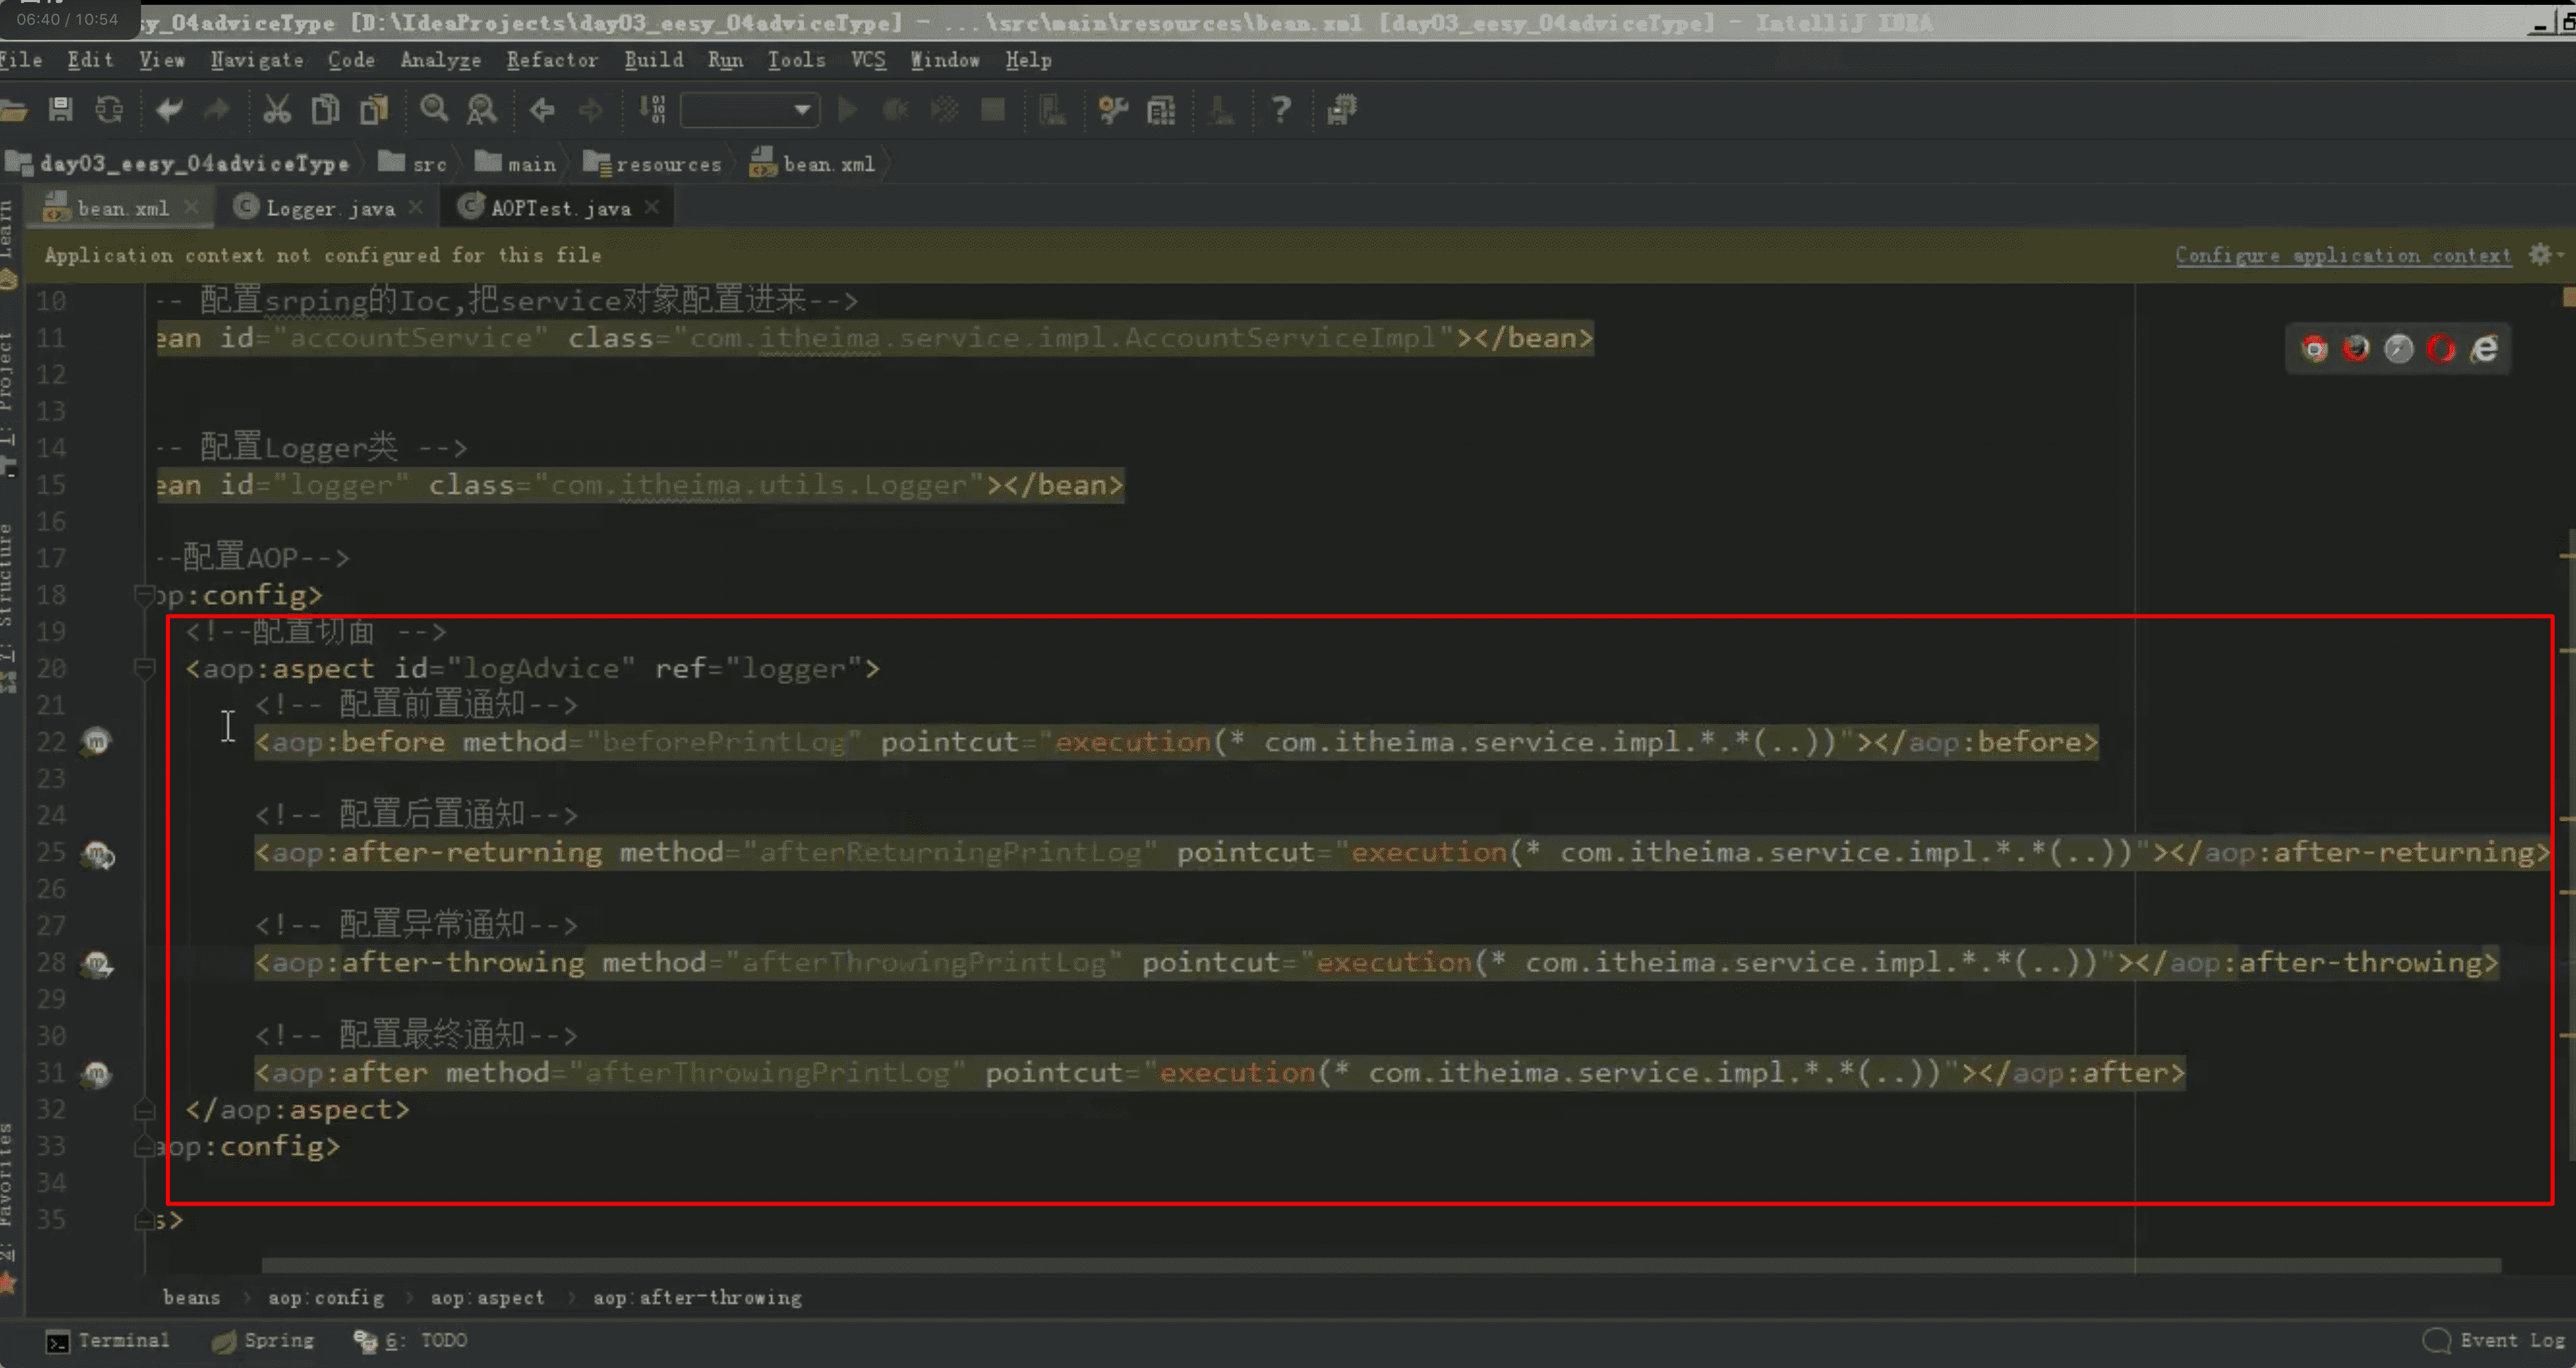 06:40 / 10:54
sy_04adviceType [D:\IdeaProjects\day03_eesy_04adviceType] - ...\src\main\resources\bean.xml [day03_eesy_04adviceType] - IntelliJ IDEA
File Edit View Navigate Code Analyze Refactor Build Run Tools VCS Window Help
day03_eesy_04adviceType src main resources bean.xml
bean.xml Logger.java AOPTest.java
Application context not configured for this file Configure application context
10 -- 配置srping的Ioc,把service对象配置进来-->
11 ean id="accountService" class="com.itheima.service.impl.AccountServiceImpl"></bean>
12
13
14 -- 配置Logger类 -->
15 ean id="logger" class="com.itheima.utils.Logger"></bean>
16
17 --配置AOP-->
18 op:config>
19 <!--配置切面 -->
20 <aop:aspect id="logAdvice" ref="logger">
21 <!-- 配置前置通知-->
22 <aop:before method="beforePrintLog" pointcut="execution(* com.itheima.service.impl.*.*(..))"></aop:before>
23
24 <!-- 配置后置通知-->
25 <aop:after-returning method="afterReturningPrintLog" pointcut="execution(* com.itheima.service.impl.*.*(..))"></aop:after-returning>
26
27 <!-- 配置异常通知-->
28 <aop:after-throwing method="afterThrowingPrintLog" pointcut="execution(* com.itheima.service.impl.*.*(..))"></aop:after-throwing>
29
30 <!-- 配置最终通知-->
31 <aop:after method="afterThrowingPrintLog" pointcut="execution(* com.itheima.service.impl.*.*(..))"></aop:after>
32 </aop:aspect>
33 aop:config>
34
35 s>
beans aop:config aop:aspect aop:after-throwing
Terminal Spring 6: TODO Event Log
Learn
1: Project
7: Structure
2: Favorites